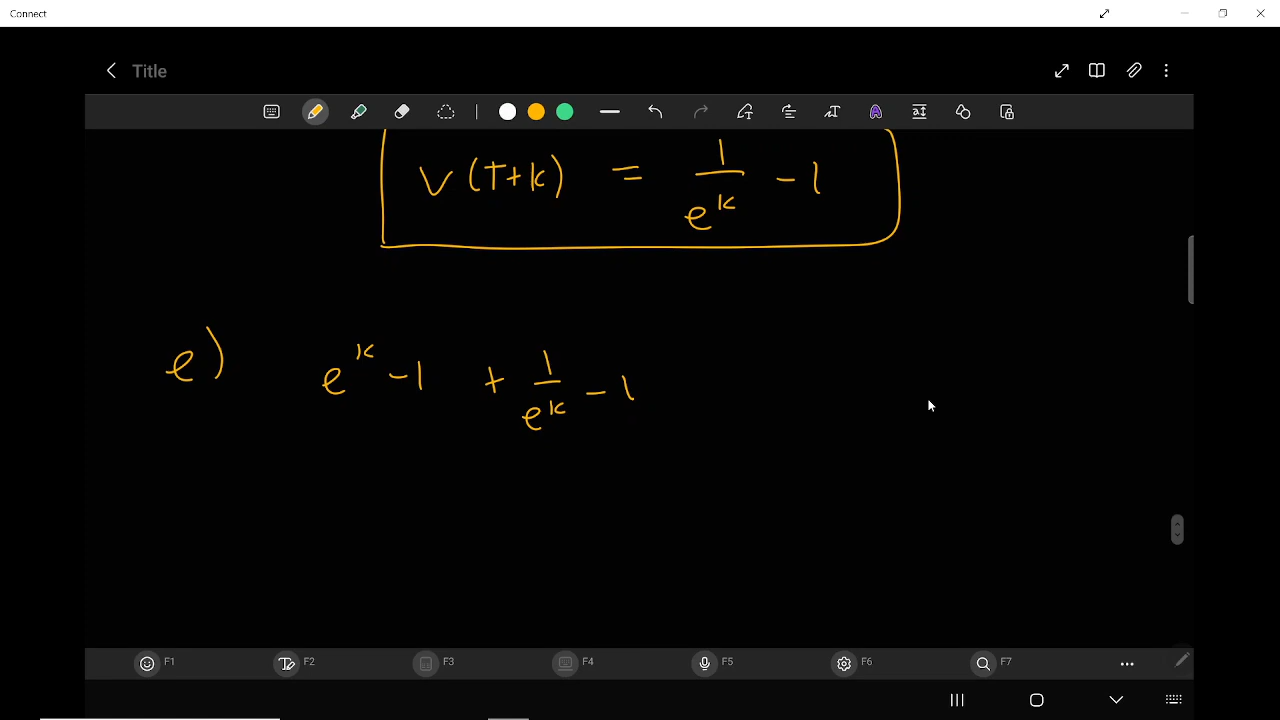 Connect
Title
v(T+k) = 1/e^k - 1
e) e^k - 1 + 1/e^k - 1
F1 F2 F3 F4 F5 F6 F7